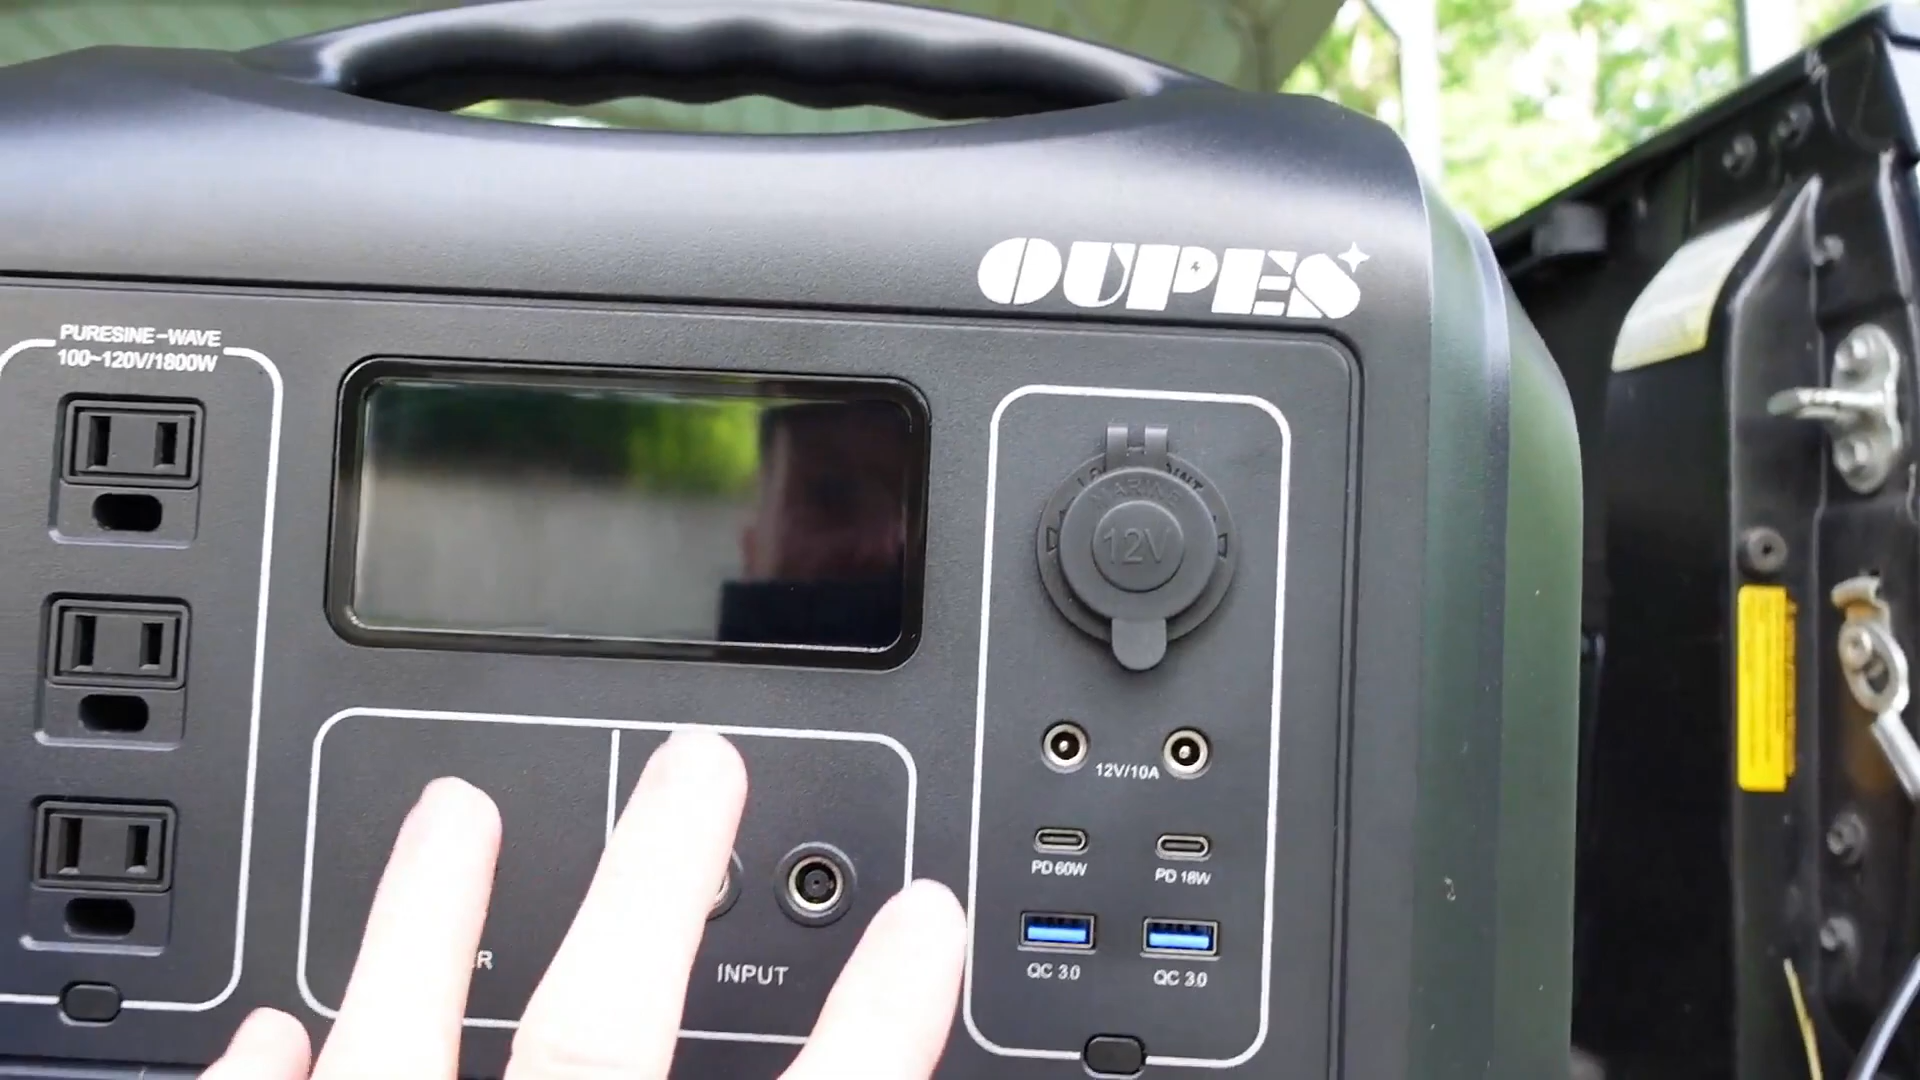 OUPES
PURESINE-WAVE
100~120V/1800W
MARINE
12V
12V/10A
PD 60W
PD 18W
INPUT
QC 3.0
QC 3.0